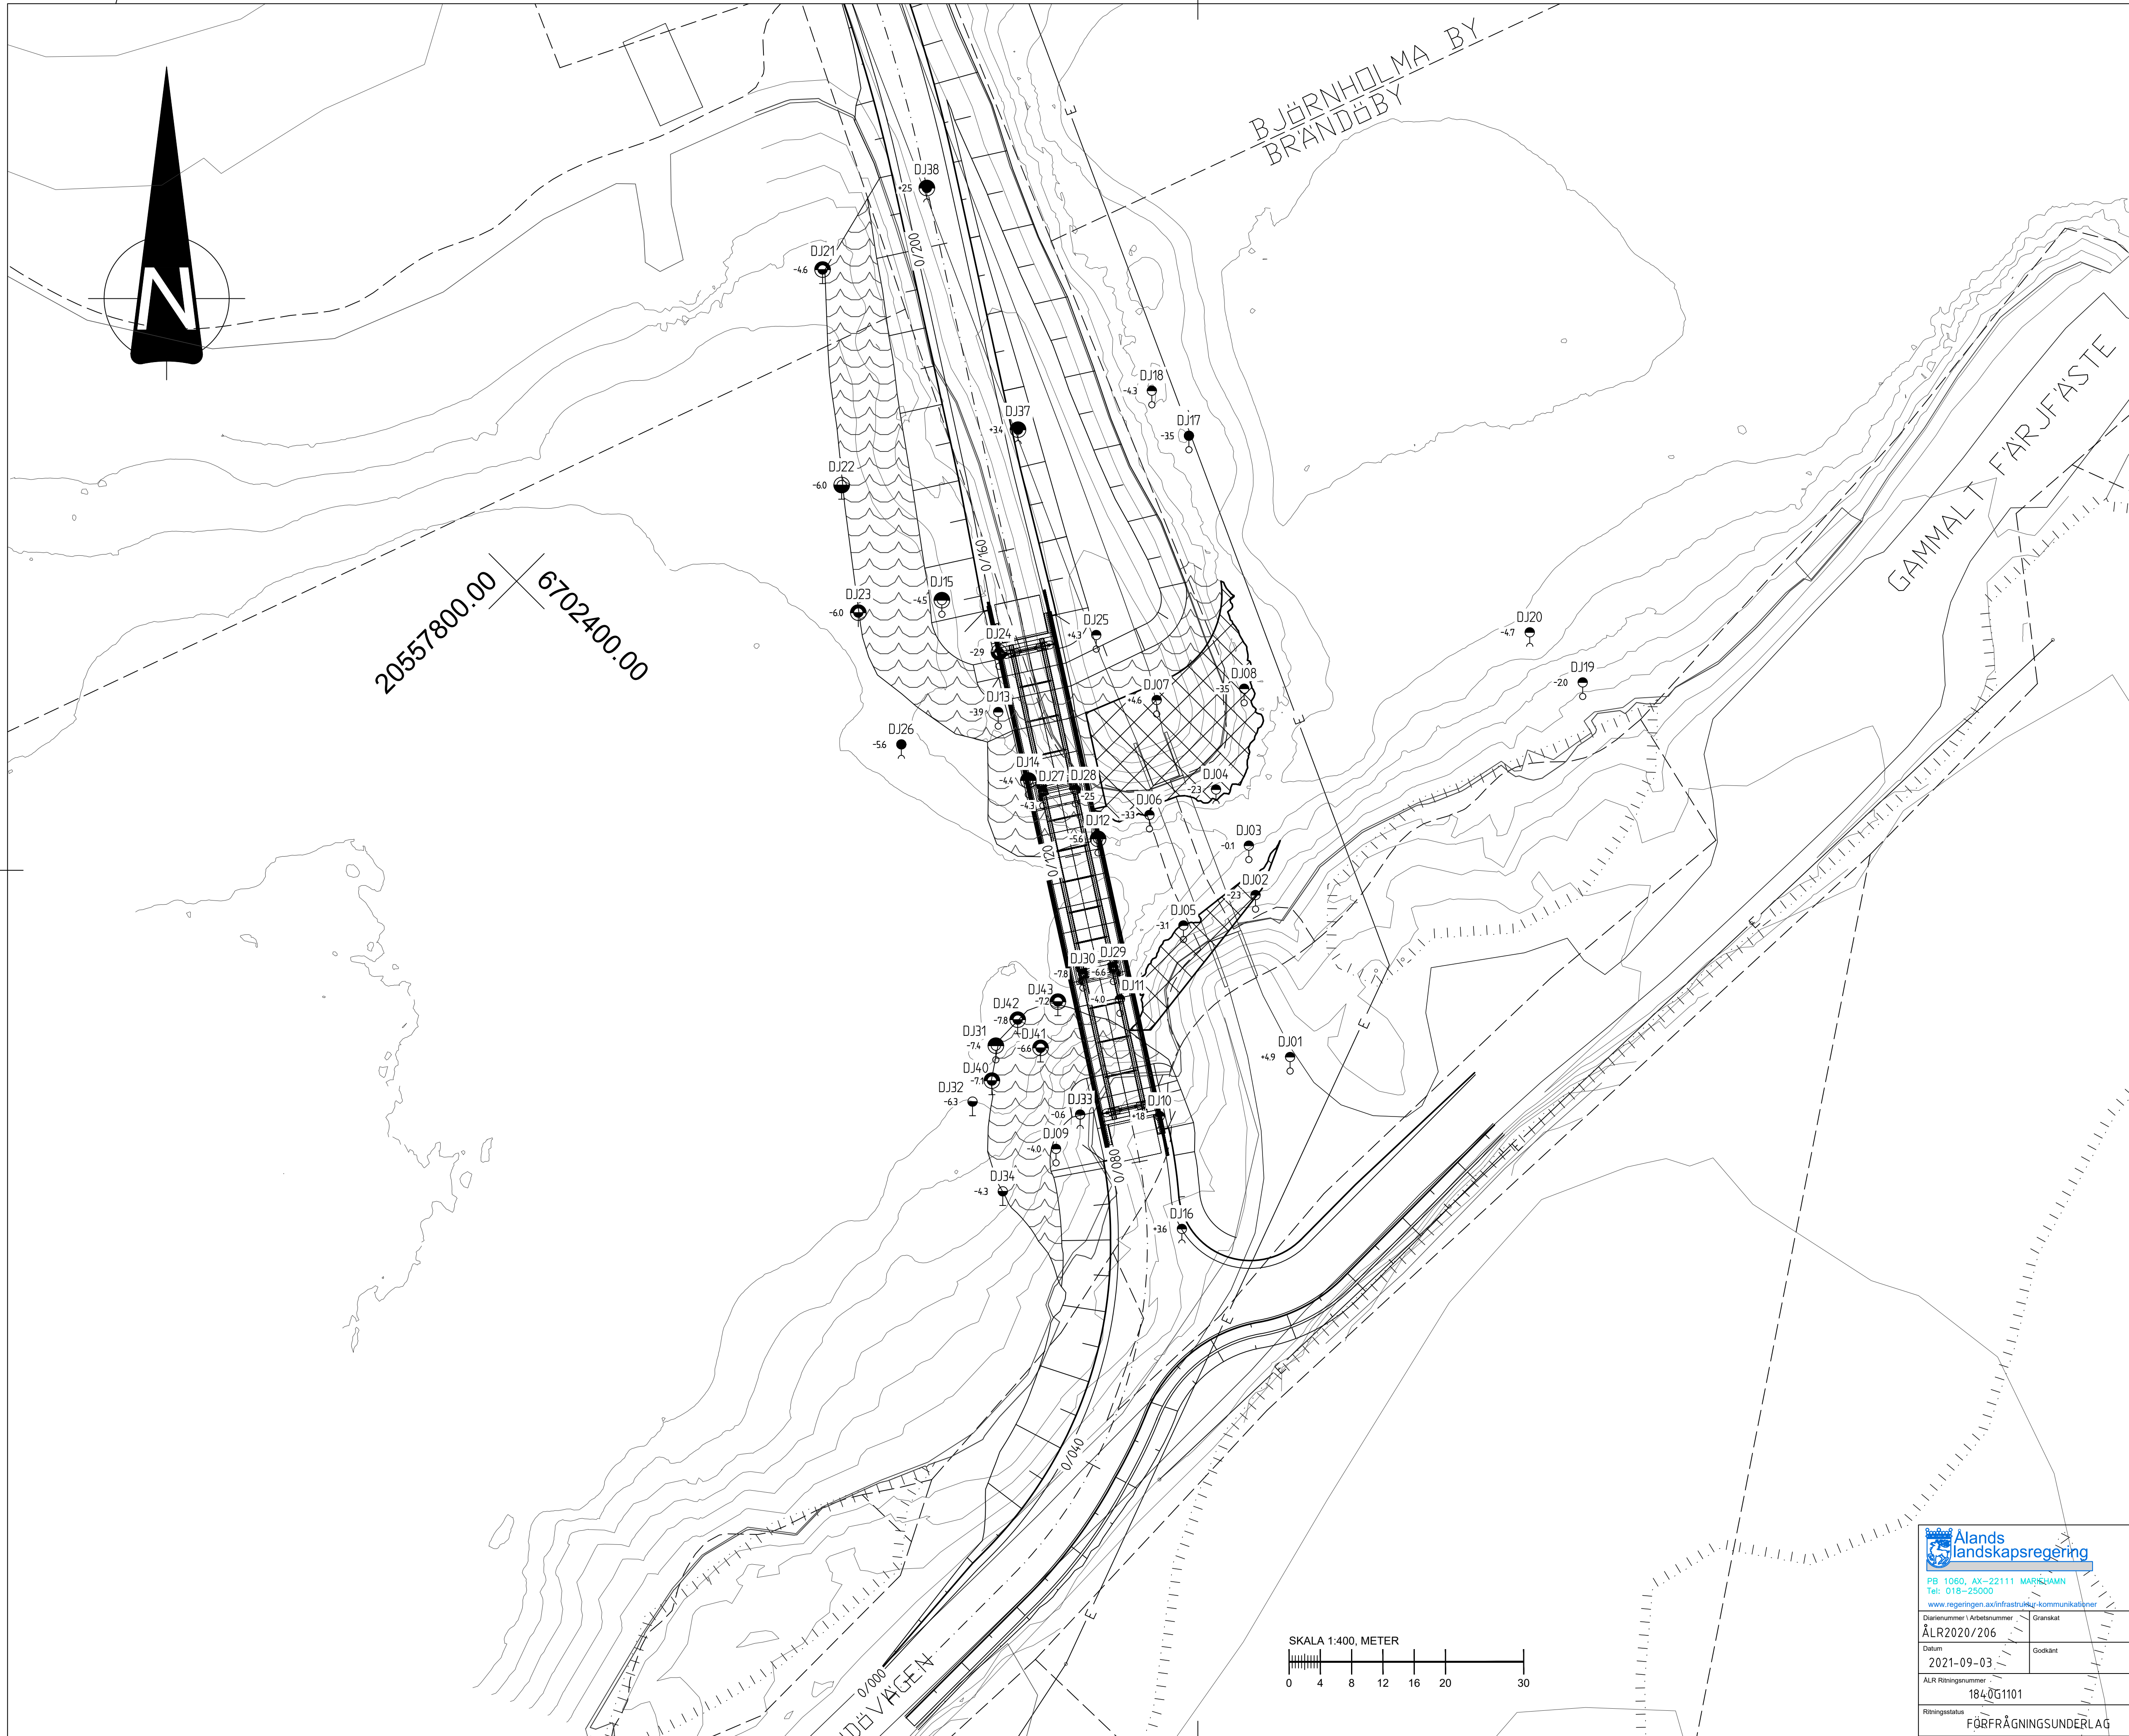 BJÖRNHOLMA BY
BRÄNDÖBY
N
DJ38
+2.5
0/200
DJ21
-4.6
E
DJ18
-4.3
DJ17
-3.5
DJ37
+3.4
DJ22
-6.0
GAMMALT FÄRJFÄSTE
20557800.00
6702400.00
0/160
DJ15
-4.5
DJ23
-6.0
DJ24
-2.9
DJ25
+4.3
DJ20
-4.7
DJ19
-2.0
DJ08
-3.5
DJ07
+4.6
DJ13
-3.9
E
DJ26
-5.6
DJ14
-4.4
DJ27
-4.3
DJ28
-2.5
DJ04
-2.3
DJ06
-3.3
DJ12
-5.6
DJ03
-0.1
0/120
DJ02
-2.3
DJ05
-3.1
E
DJ30
-7.8
DJ29
-6.6
DJ11
-4.0
DJ43
-7.2
DJ42
-7.8
DJ31
-7.4
DJ41
-6.6
E
DJ01
+4.9
DJ40
-7.1
DJ32
-6.3
DJ33
-0.6
DJ10
+1.8
DJ09
-4.0
0/080
E
DJ34
-4.3
DJ16
+3.6
E
E
0/040
E
0/000
DÖVÄGEN
SKALA 1:400, METER
0 4 8 12 16 20 30
Ålands
landskapsregering
PB 1060, AX-22111 MARIEHAMN
Tel: 018-25000
www.regeringen.ax/infrastruktur-kommunikationer
Diarienummer \ Arbetsnummer
Granskat
ÅLR2020/206
Datum
Godkänt
2021-09-03
ÅLR Ritningsnummer
1840G1101
Ritningsstatus
FÖRFRÅGNINGSUNDERLAG